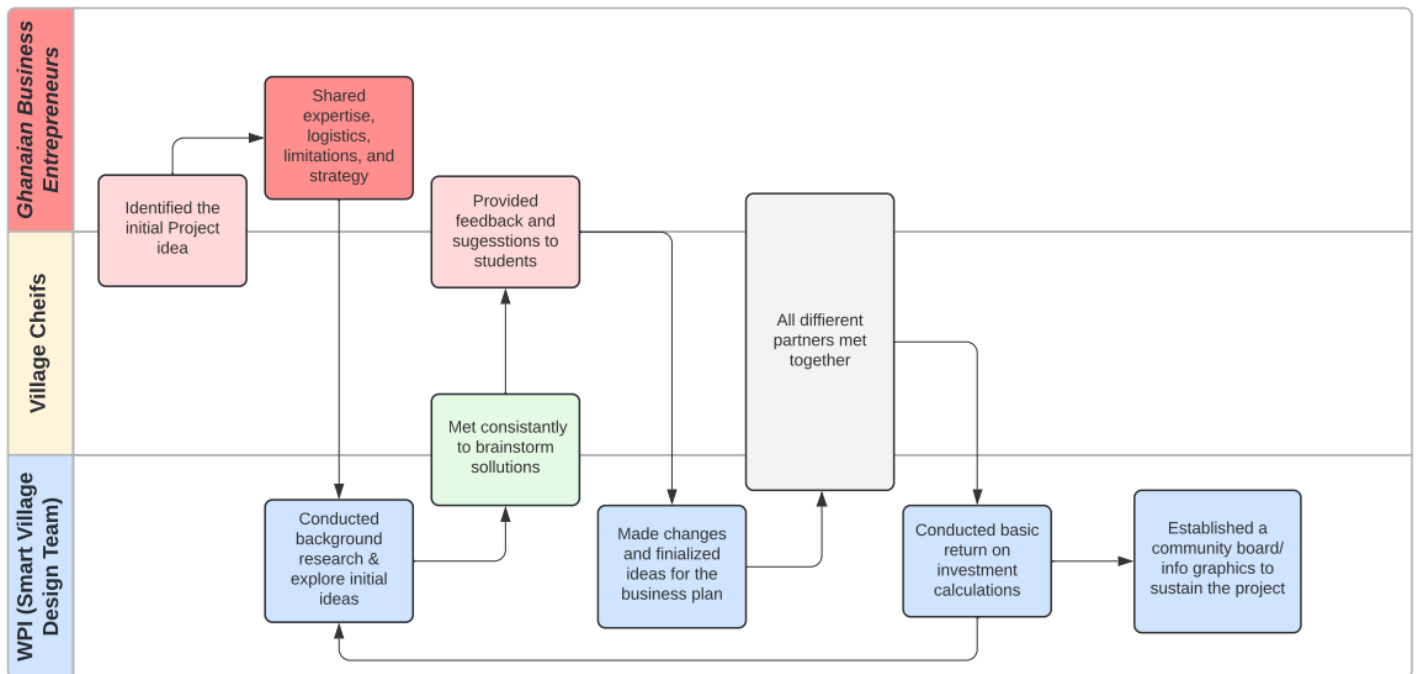 Ghanaian Business
Entrepreneurs
Village Cheifs
WPI (Smart Village
Design Team)
Identified the
initial Project
idea
Shared
expertise,
logistics,
limitations, and
strategy
Conducted
background
research &
explore initial
ideas
Met consistantly
to brainstorm
sollutions
Provided
feedback and
sugesstions to
students
Made changes
and finialized
ideas for the
business plan
All diffierent
partners met
together
Conducted basic
return on
investment
calculations
Established a
community board/
info graphics to
sustain the project